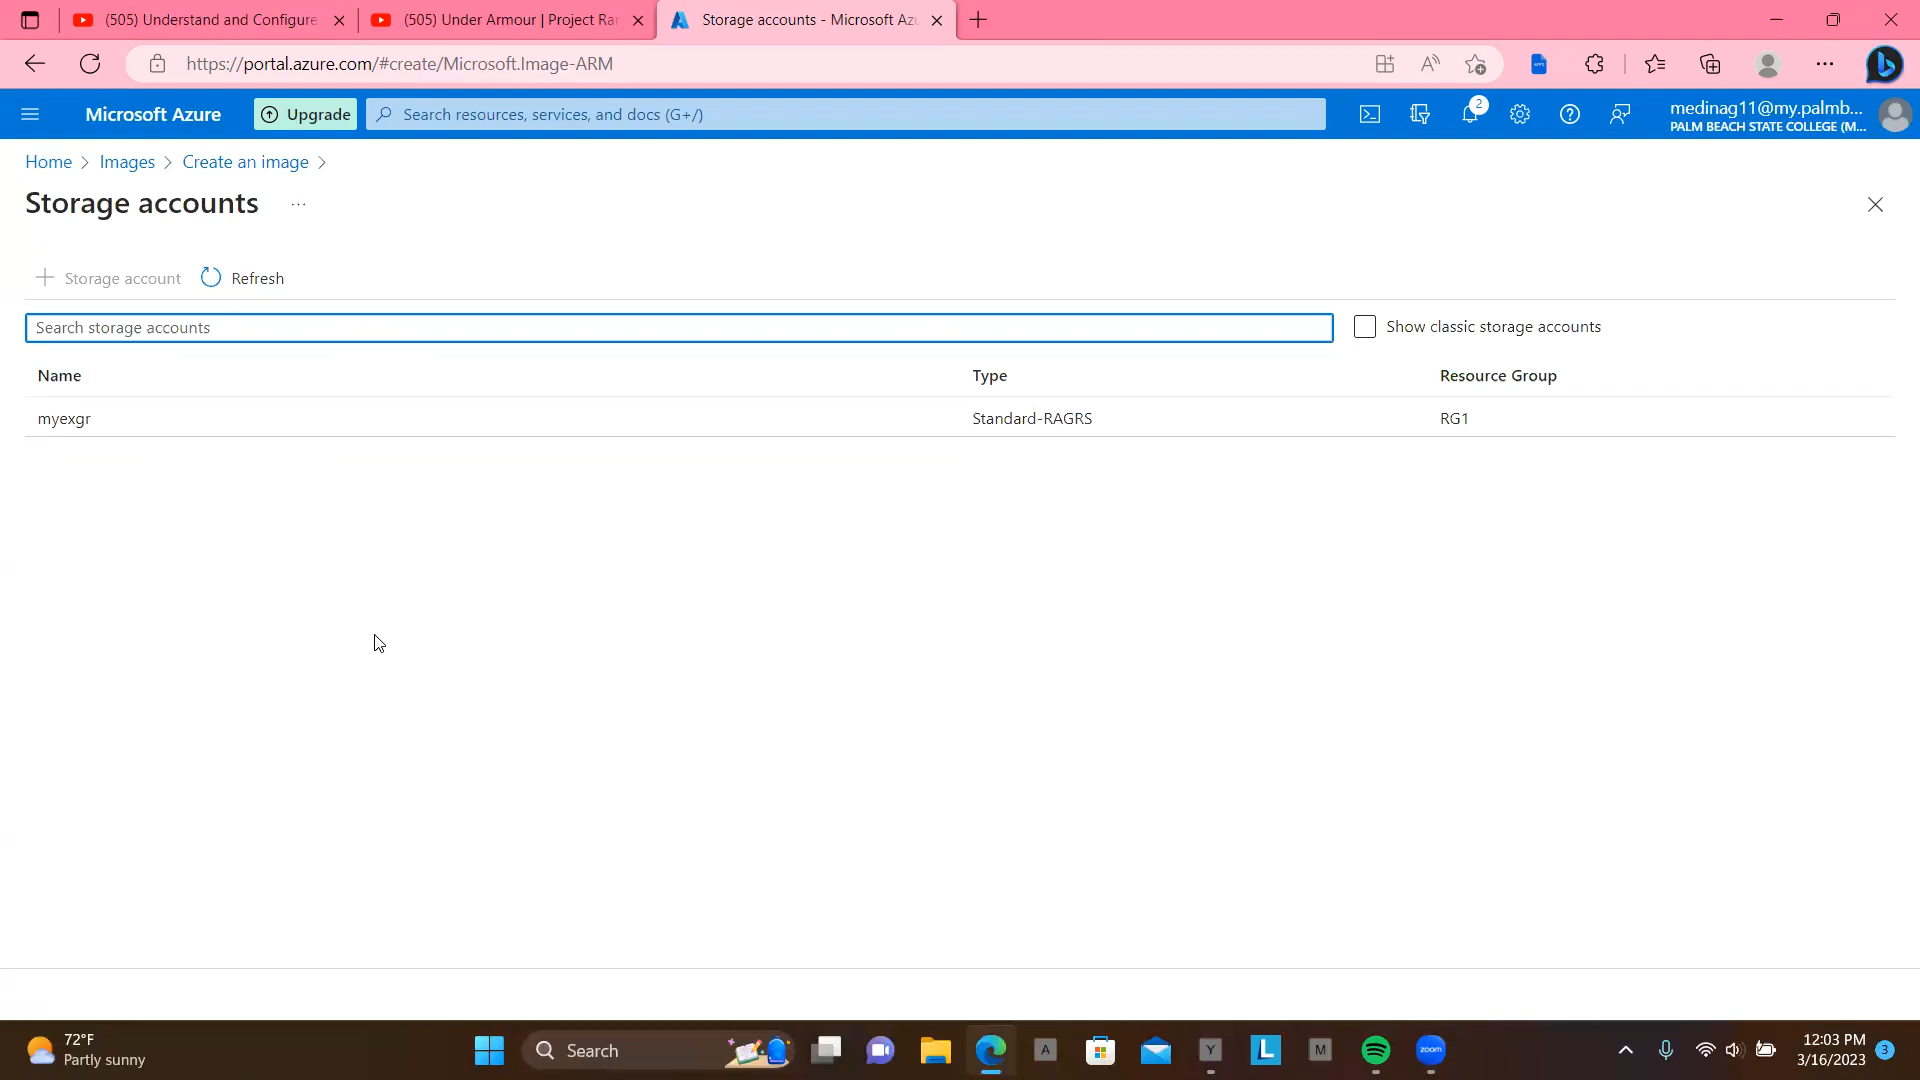 (505) Understand and Configure
(505) Under Armour | Project Ra
Storage accounts - Microsoft Azu
https://portal.azure.com/#create/Microsoft.Image-ARM
Microsoft Azure
Upgrade
Search resources, services, and docs (G+/)
2
medinag11@my.palmb...
PALM BEACH STATE COLLEGE (M...
Home > Images > Create an image >
Storage accounts ...
+ Storage account
Refresh
Search storage accounts
Show classic storage accounts
Name Type Resource Group
myexgr Standard-RAGRS RG1
72°F
Partly sunny
Search
A
Y
L
M
zoom
12:03 PM
3/16/2023
3